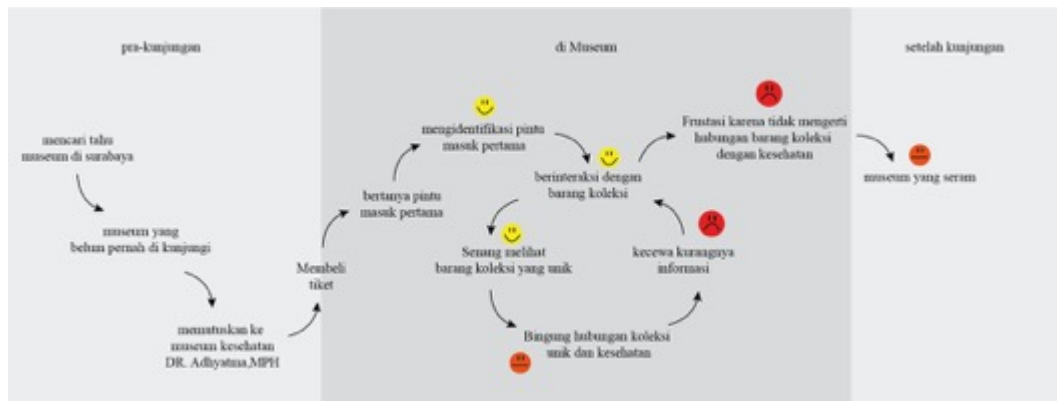 pra-kunjungan
di Museum
setelah kunjungan
mencari tahu
museum di surabaya
museum yang
belum pernah di kunjungi
memutuskan ke
museum kesehatan
DR. Adhyatma,MPH
Membeli
tiket
bertanya pintu
masuk pertama
mengidentifikasi pintu
masuk pertama
berinteraksi dengan
barang koleksi
Senang melihat
barang koleksi yang unik
Bingung hubungan koleksi
unik dan kesehatan
kecewa kurangnya
informasi
Frustasi karena tidak mengerti
hubungan barang koleksi
dengan kesehatan
museum yang seram